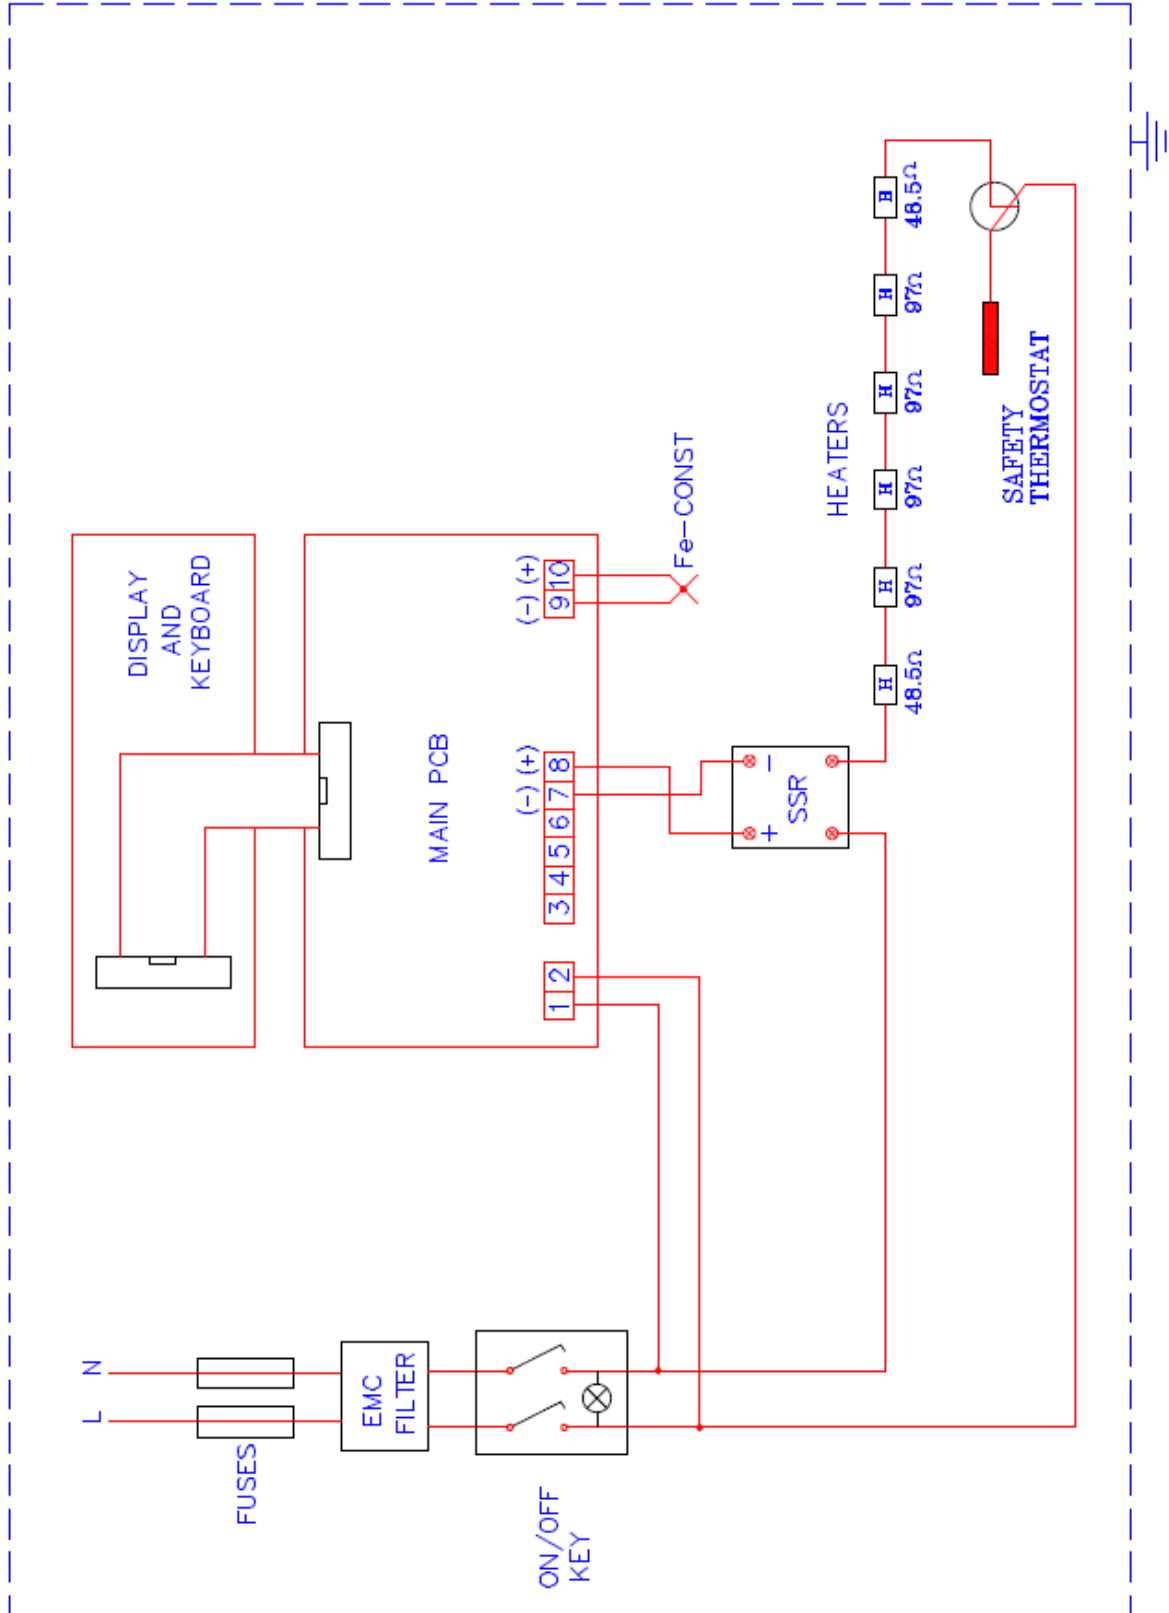 DISPLAY
AND
KEYBOARD
MAIN PCB
(-) (+)
9 10
(-) (+)
3 4 5 6 7 8
1 2
Fe-CONST
HEATERS
H
48.5Ω
H
97Ω
H
97Ω
H
97Ω
H
97Ω
H
48.5Ω
SAFETY
THERMOSTAT
+ -
SSR
L N
FUSES
EMC
FILTER
ON/OFF
KEY